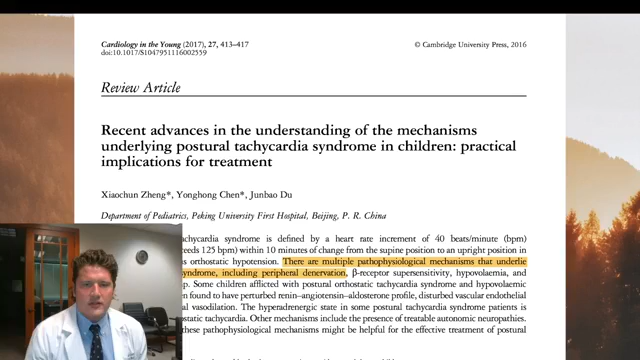 Cardiology in the Young (2017), 27, 413–417
© Cambridge University Press, 2016
doi:10.1017/S1047951116002559
Review Article
Recent advances in the understanding of the mechanisms
underlying postural tachycardia syndrome in children: practical
implications for treatment
Xiaochun Zheng*, Yonghong Chen*, Junbao Du
Department of Pediatrics, Peking University First Hospital, Beijing, P. R. China
tachycardia syndrome is defined by a heart rate increment of 40 beats/minute (bpm)
125 bpm) within 10 minutes of change from the supine position to an upright position in
orthostatic hypotension. There are multiple pathophysiological mechanisms that underlie
syndrome, including peripheral denervation, β-receptor supersensitivity, hypovolaemia, and
Some children afflicted with postural orthostatic tachycardia syndrome and hypovolaemic
found to have perturbed renin–angiotensin–aldosterone profile, disturbed vascular endothelial
vasodilation. The hyperadrenergic state in some postural tachycardia syndrome patients is
tachycardia. Other mechanisms include the presence of treatable autonomic neuropathies.
these pathophysiological mechanisms might be helpful for the effective treatment of postural